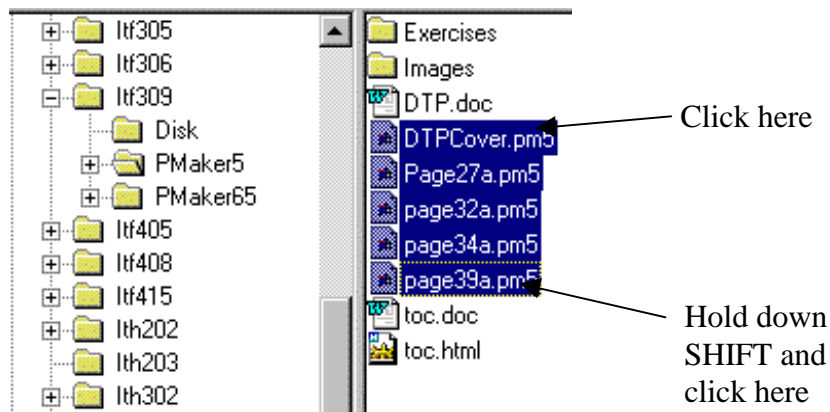 Itf305
Itf306
Itf309
Disk
PMaker5
PMaker65
Itf405
Itf408
Itf415
Ith202
Ith203
Ith302
Exercises
Images
DTP.doc
DTPCover.pm5
Page27a.pm5
page32a.pm5
page34a.pm5
page39a.pm5
toc.doc
toc.html
Click here
Hold down
SHIFT and
click here